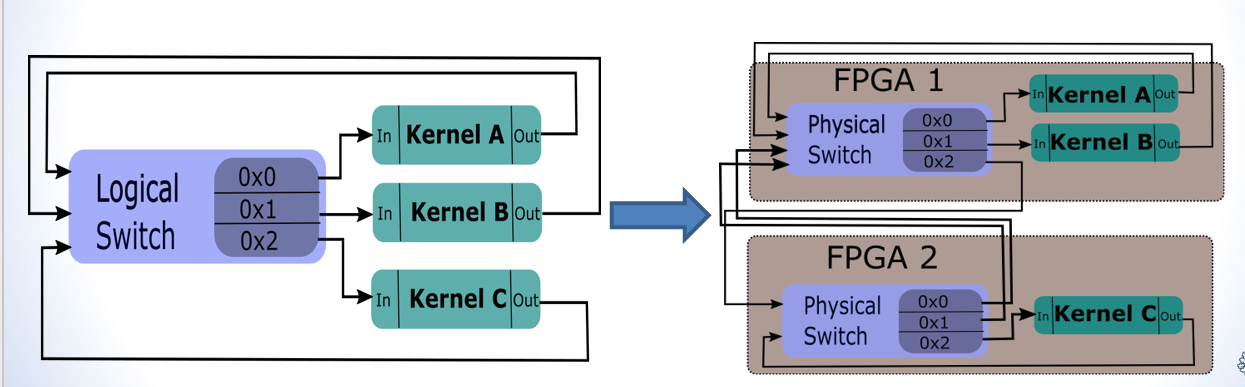 Logical
Switch
0x0
0x1
0x2
In Kernel A Out
In Kernel B Out
In Kernel C Out
FPGA 1
Physical
Switch
0x0
0x1
0x2
In Kernel A Out
In Kernel B Out
FPGA 2
Physical
Switch
0x0
0x1
0x2
In Kernel C Out